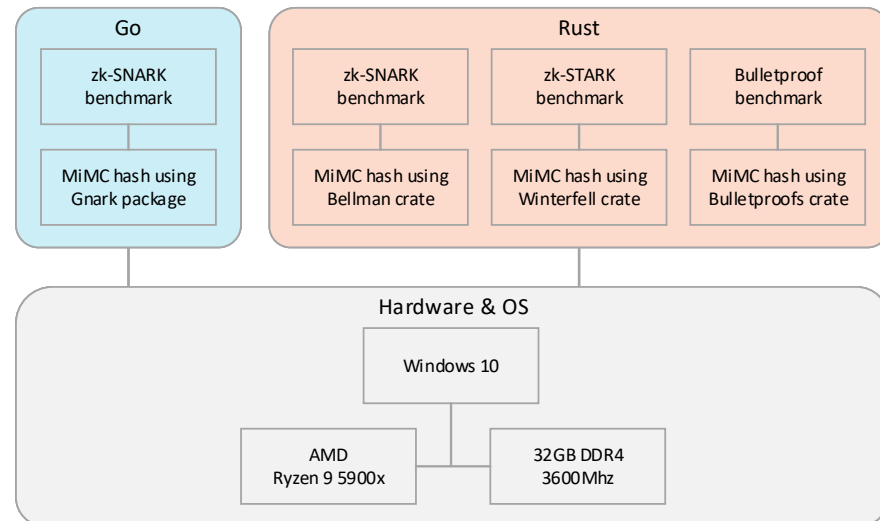 Go
zk-SNARK
benchmark
MiMC hash using
Gnark package
Rust
zk-SNARK
benchmark
MiMC hash using
Bellman crate
zk-STARK
benchmark
MiMC hash using
Winterfell crate
Bulletproof
benchmark
MiMC hash using
Bulletproofs crate
Hardware & OS
Windows 10
AMD
Ryzen 9 5900x
32GB DDR4
3600Mhz